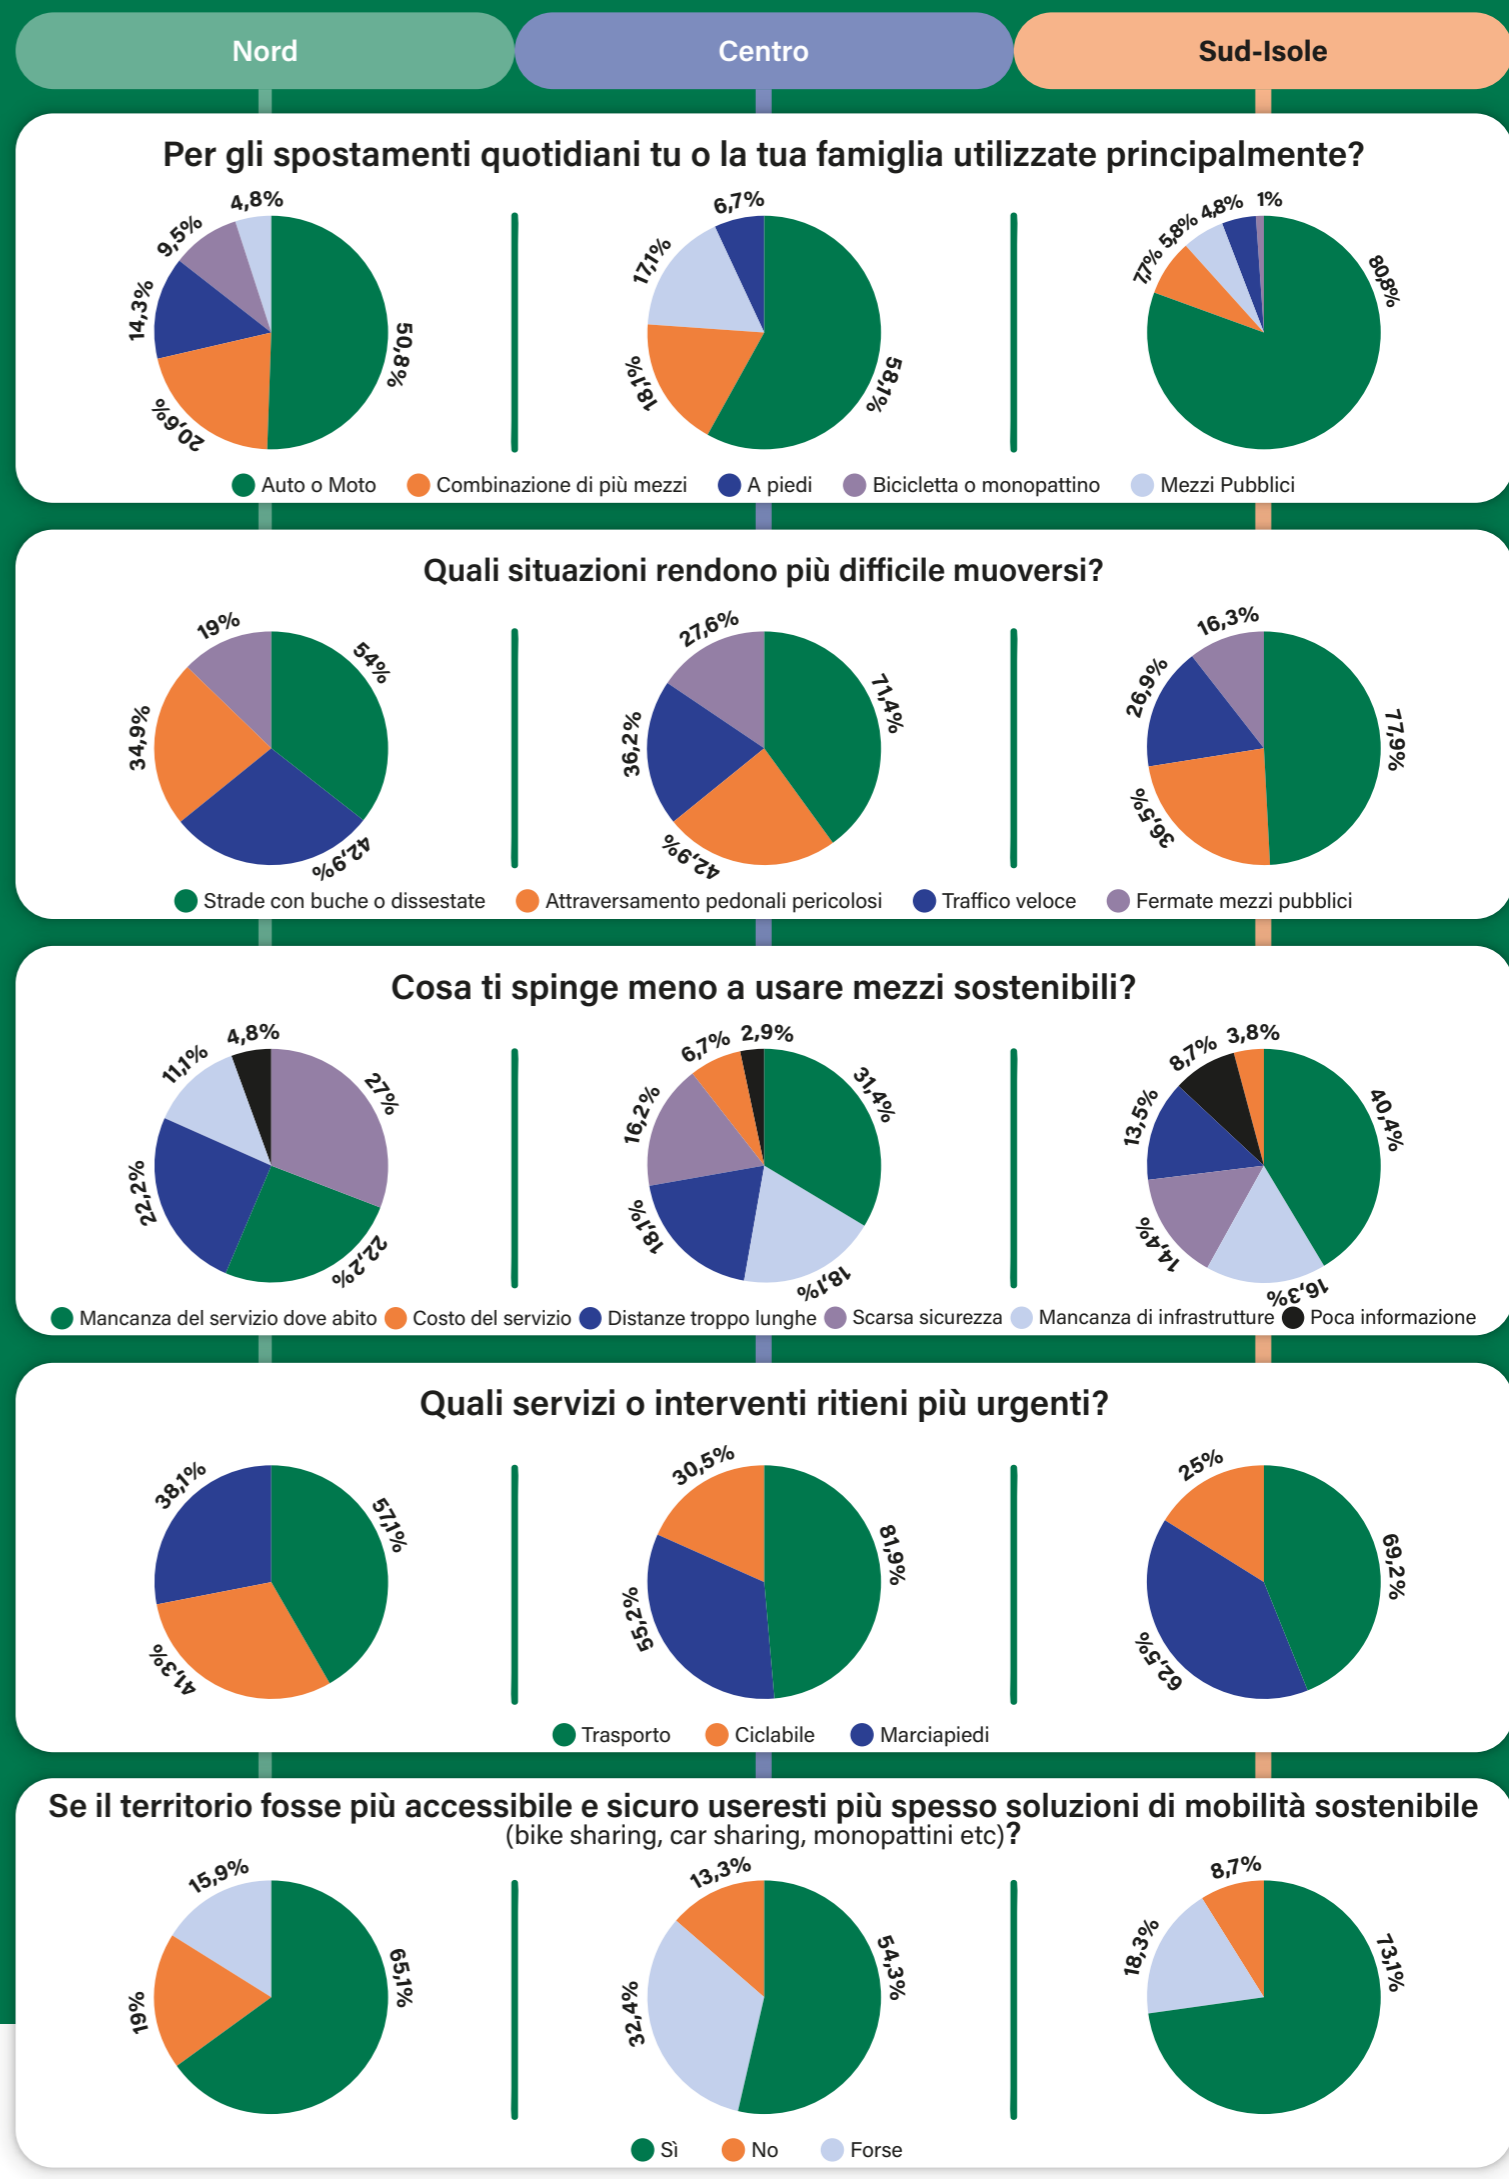 Nord
Centro
Sud-Isole
Per gli spostamenti quotidiani tu o la tua famiglia utilizzate principalmente?
4,8%
9,5%
14,3%
20,6%
50,8%
6,7%
17,1%
18,1%
58,1%
1%
4,8%
5,8%
7,7%
80,8%
Auto o Moto
Combinazione di più mezzi
A piedi
Bicicletta o monopattino
Mezzi Pubblici
Quali situazioni rendono più difficile muoversi?
19%
54%
34,9%
42,9%
27,6%
71,4%
36,2%
42,9%
16,3%
26,9%
77,9%
36,5%
Strade con buche o dissestate
Attraversamento pedonali pericolosi
Traffico veloce
Fermate mezzi pubblici
Cosa ti spinge meno a usare mezzi sostenibili?
4,8%
11,1%
27%
22,2%
22,2%
2,9%
6,7%
31,4%
16,2%
18,1%
18,1%
3,8%
8,7%
40,4%
13,5%
14,4%
16,3%
Mancanza del servizio dove abito
Costo del servizio
Distanze troppo lunghe
Scarsa sicurezza
Mancanza di infrastrutture
Poca informazione
Quali servizi o interventi ritieni più urgenti?
38,1%
57,1%
41,3%
30,5%
81,9%
55,2%
25%
69,2%
62,5%
Trasporto
Ciclabile
Marciapiedi
Se il territorio fosse più accessibile e sicuro useresti più spesso soluzioni di mobilità sostenibile
(bike sharing, car sharing, monopattini etc)?
15,9%
65,1%
19%
13,3%
54,3%
32,4%
8,7%
18,3%
73,1%
Sì
No
Forse